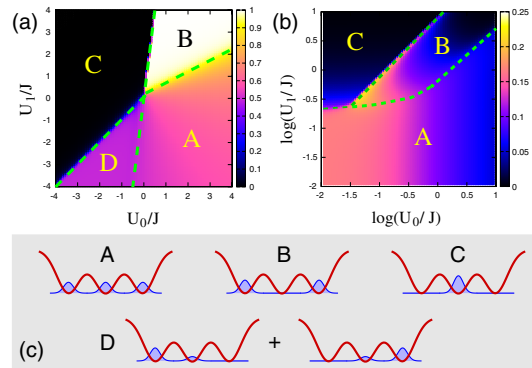 (a)
4
3
2
1
0
-1
-2
-3
-4
U₁/J
-4 -3 -2 -1 0 1 2 3 4
U₀/J
C
B
A
D
1
0.9
0.8
0.7
0.6
0.5
0.4
0.3
0.2
0.1
0
(b)
1
0.5
0
-0.5
-1
-1.5
-2
log(U₁/ J)
-2 -1.5 -1 -0.5 0 0.5 1
log(U₀/ J)
C
B
A
0.25
0.2
0.15
0.1
0.05
0
A B C
(c) D +